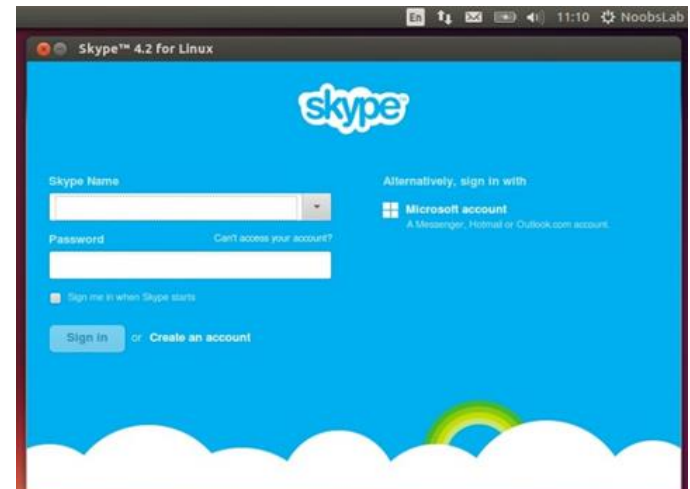 En 11:10 NoobsLab
Skype™ 4.2 for Linux
skype™
Skype Name
Password Can't access your account?
Sign me in when Skype starts
Sign in or Create an account
Alternatively, sign in with
Microsoft account
A Messenger, Hotmail or Outlook.com account.